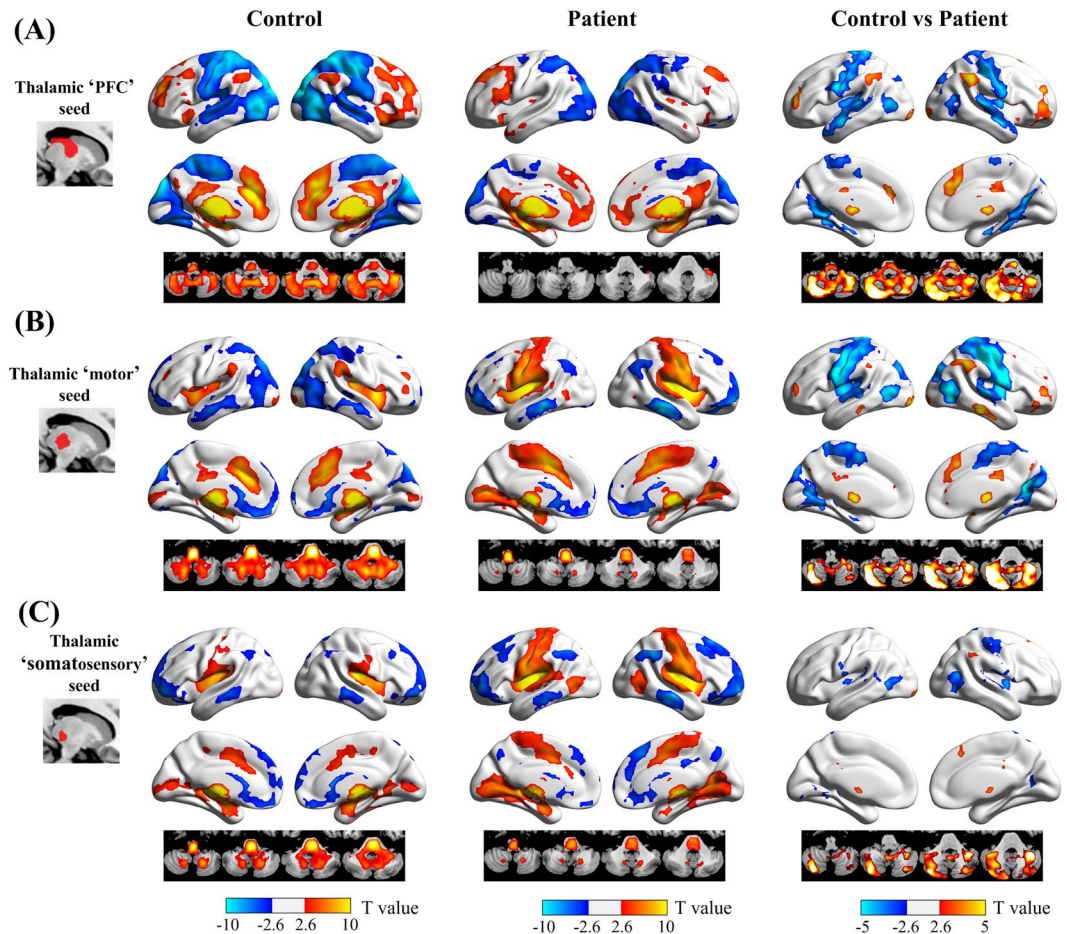 Control
Patient
Control vs Patient
(A)
Thalamic ‘PFC’
seed
(B)
Thalamic ‘motor’
seed
(C)
Thalamic
‘somatosensory’
seed
-10 -2.6 2.6 10 T value
-10 -2.6 2.6 10 T value
-5 -2.6 2.6 5 T value